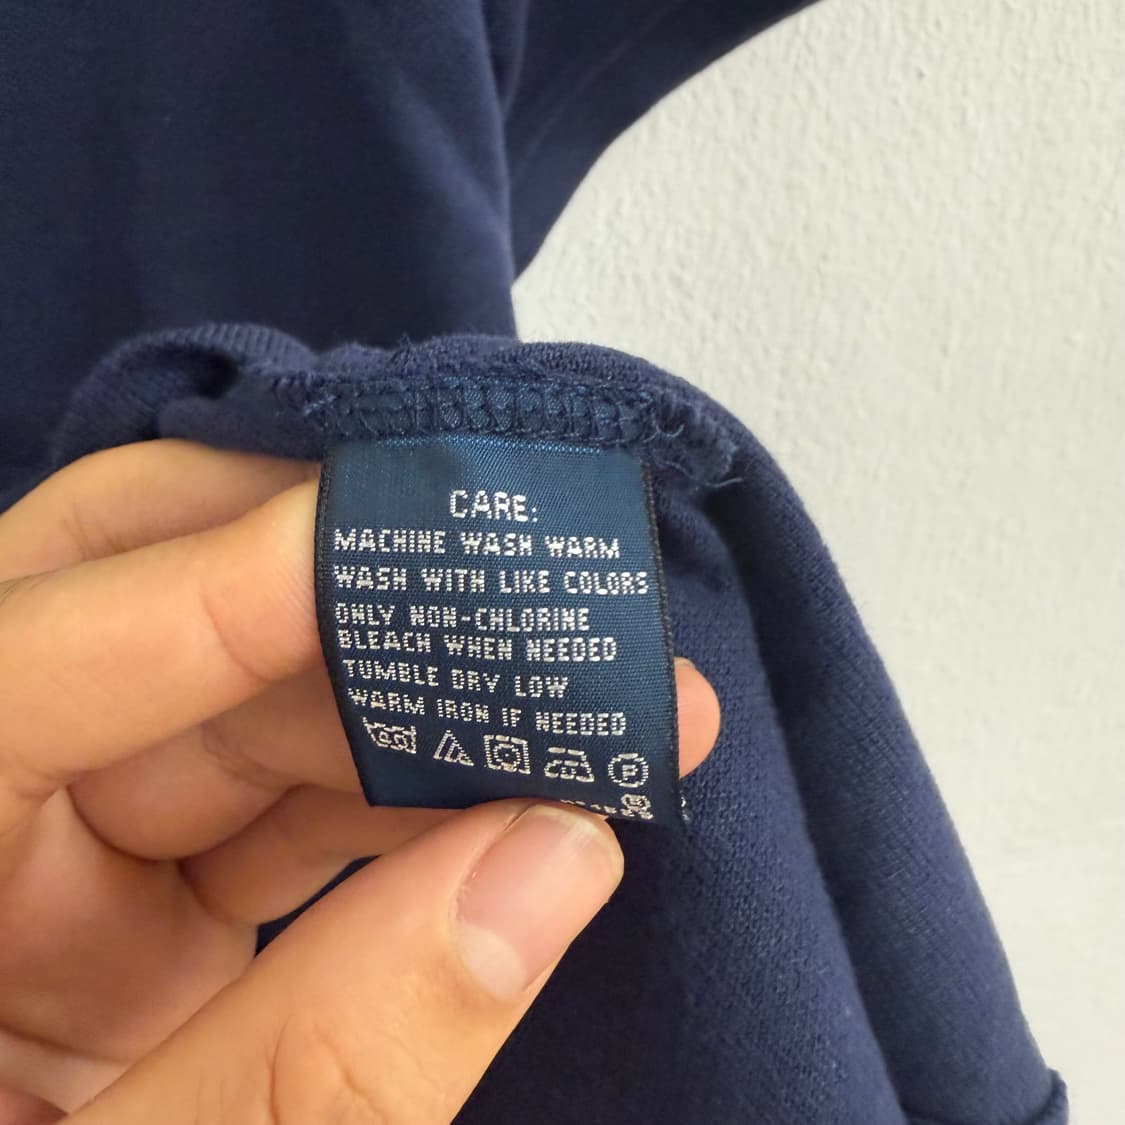 CARE:
MACHINE WASH WARM
WASH WITH LIKE COLORS
ONLY NON-CHLORINE
BLEACH WHEN NEEDED
TUMBLE DRY LOW
WARM IRON IF NEEDED
P